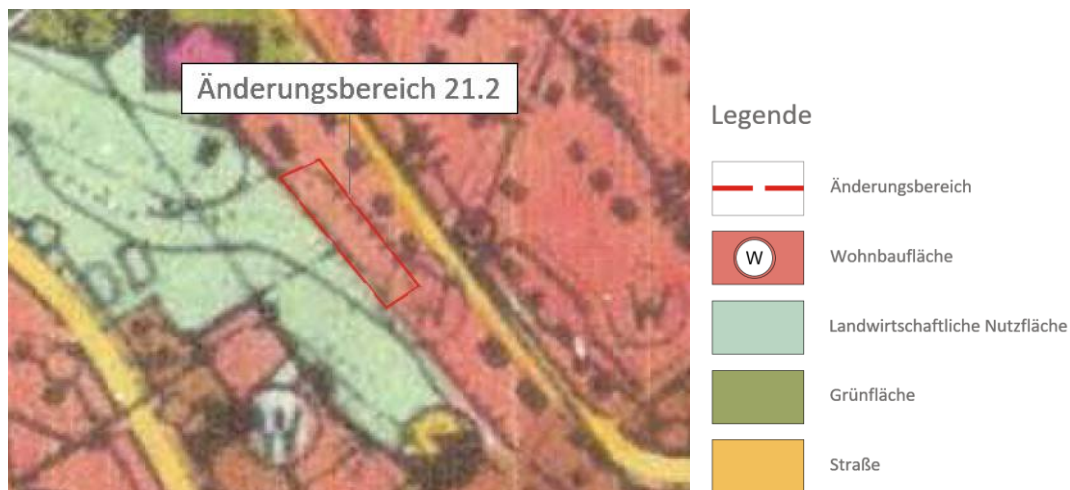 Änderungsbereich 21.2
Legende
Änderungsbereich
W
Wohnbaufläche
Landwirtschaftliche Nutzfläche
Grünfläche
Straße
W
W